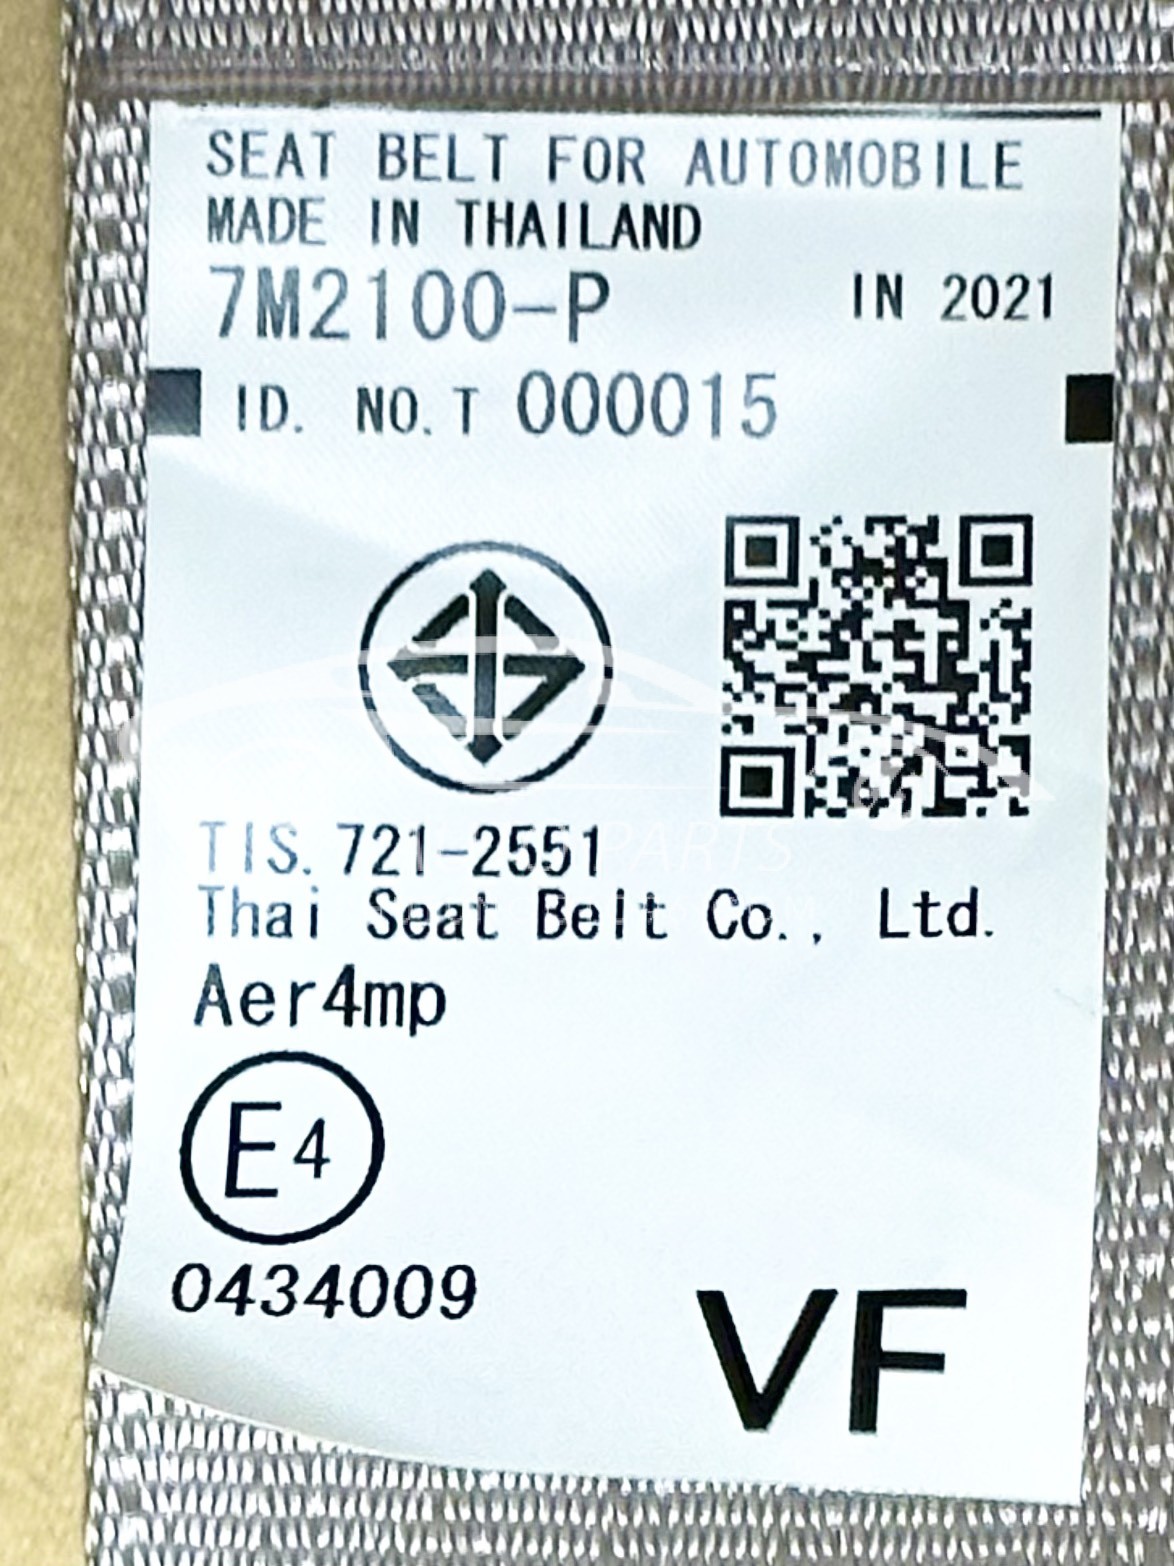 SEAT BELT FOR AUTOMOBILE
MADE IN THAILAND
7M2100-P IN 2021
ID. NO. T 000015
TIS. 721-2551
PARTS
Thai Seat Belt Co., Ltd.
Aer4mp
E4
0434009
VF